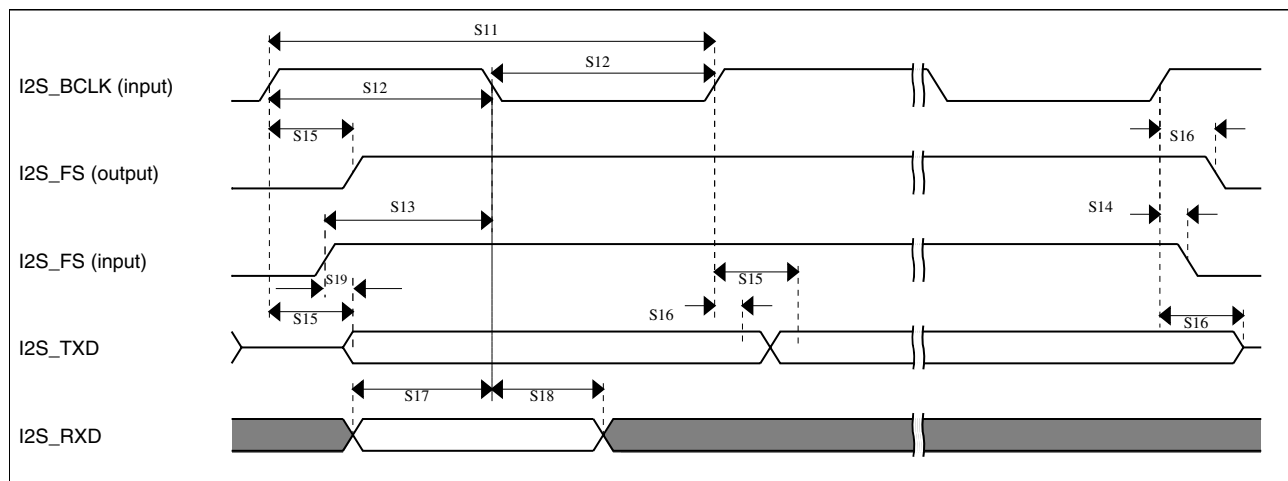 S11
I2S_BCLK (input)
S12
S12
S15
S16
I2S_FS (output)
S13
S14
I2S_FS (input)
S19
S15
S15
S16
S16
I2S_TXD
S17
S18
I2S_RXD